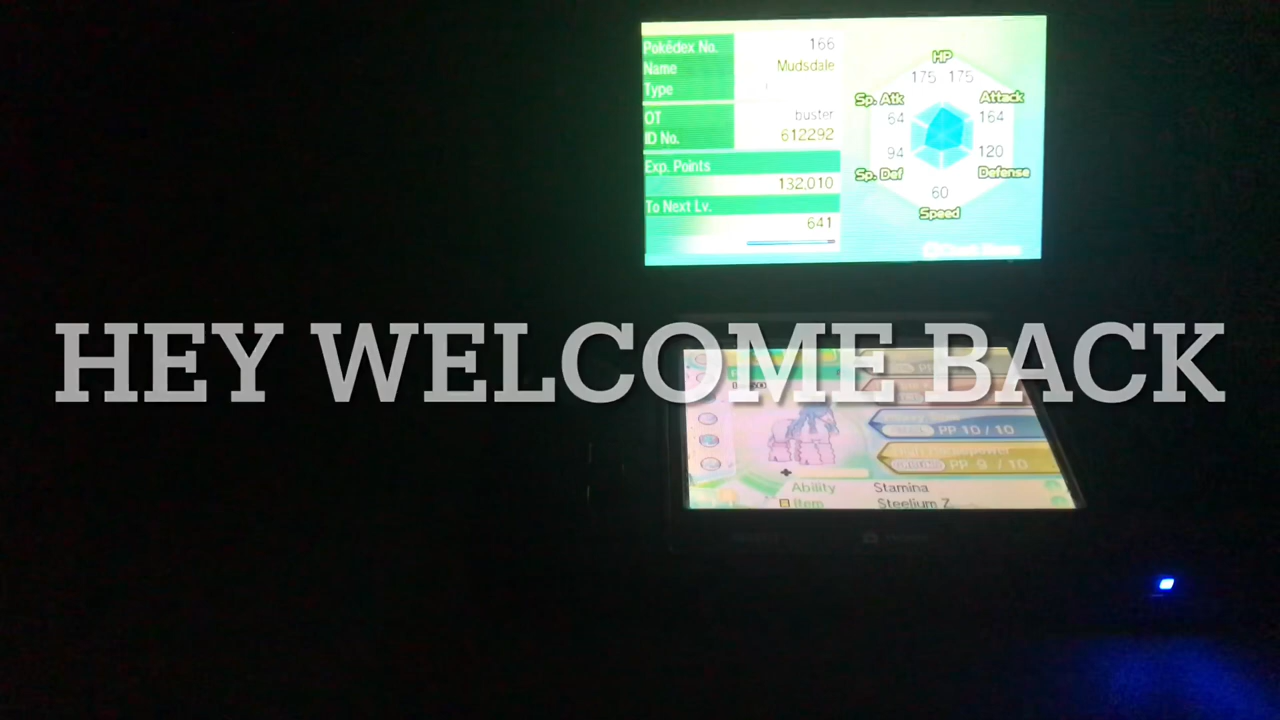 Pokédex No. 166
Name Mudsdale
Type
OT buster
ID No. 612292
Exp. Points
132,010
To Next Lv.
641
HP
175 175
Sp. Atk
64
Attack
164
94
Sp. Def
120
Defense
60
Speed
HEY WELCOME BACK
PP 10 / 10
PP 9 / 10
Ability Stamina
Item Steelium Z